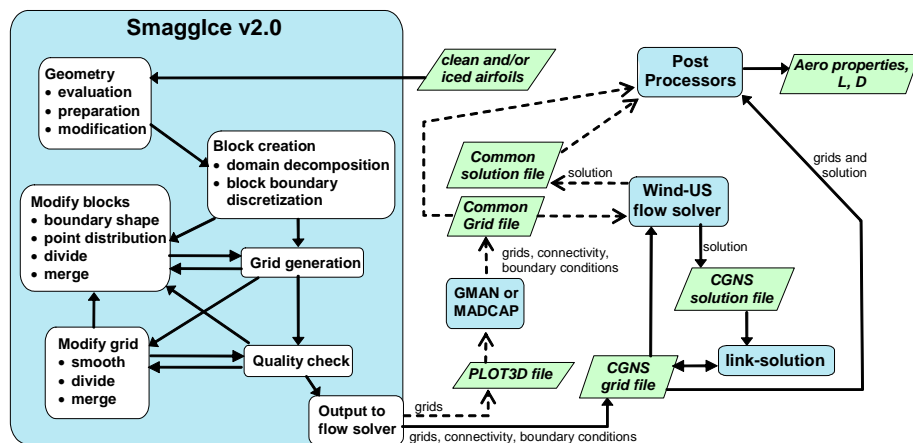 SmaggIce v2.0
Geometry
• evaluation
• preparation
• modification
clean and/or
iced airfoils
Post
Processors
Aero properties,
L, D
Block creation
• domain decomposition
• block boundary
discretization
Common
solution file
solution
grids and
solution
Modify blocks
• boundary shape
• point distribution
• divide
• merge
Wind-US
flow solver
Common
Grid file
Grid generation
grids, connectivity,
boundary conditions
solution
GMAN or
MADCAP
CGNS
solution file
Modify grid
• smooth
• divide
• merge
Quality check
PLOT3D file
CGNS
grid file
link-solution
Output to
flow solver
grids
grids, connectivity, boundary conditions